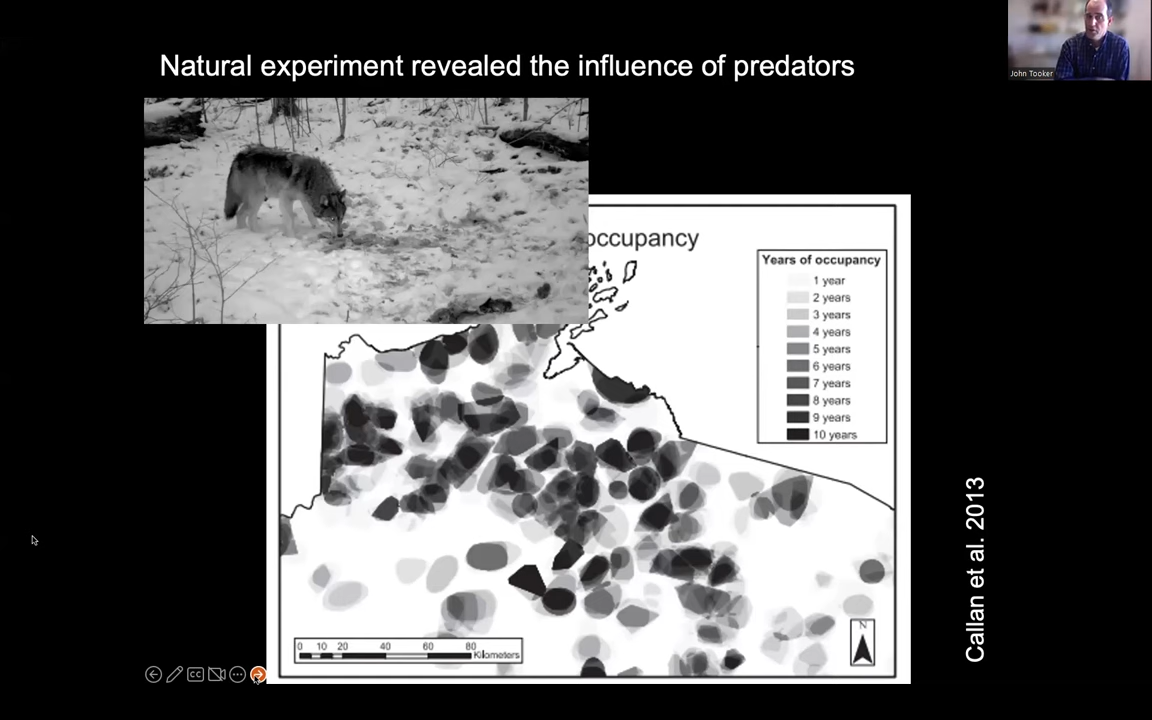 John Tooker
Natural experiment revealed the influence of predators
occupancy
Years of occupancy
1 year
2 years
3 years
4 years
5 years
6 years
7 years
8 years
9 years
10 years
Callan et al. 2013
N
0 10 20 40 60 80
Kilometers
CC